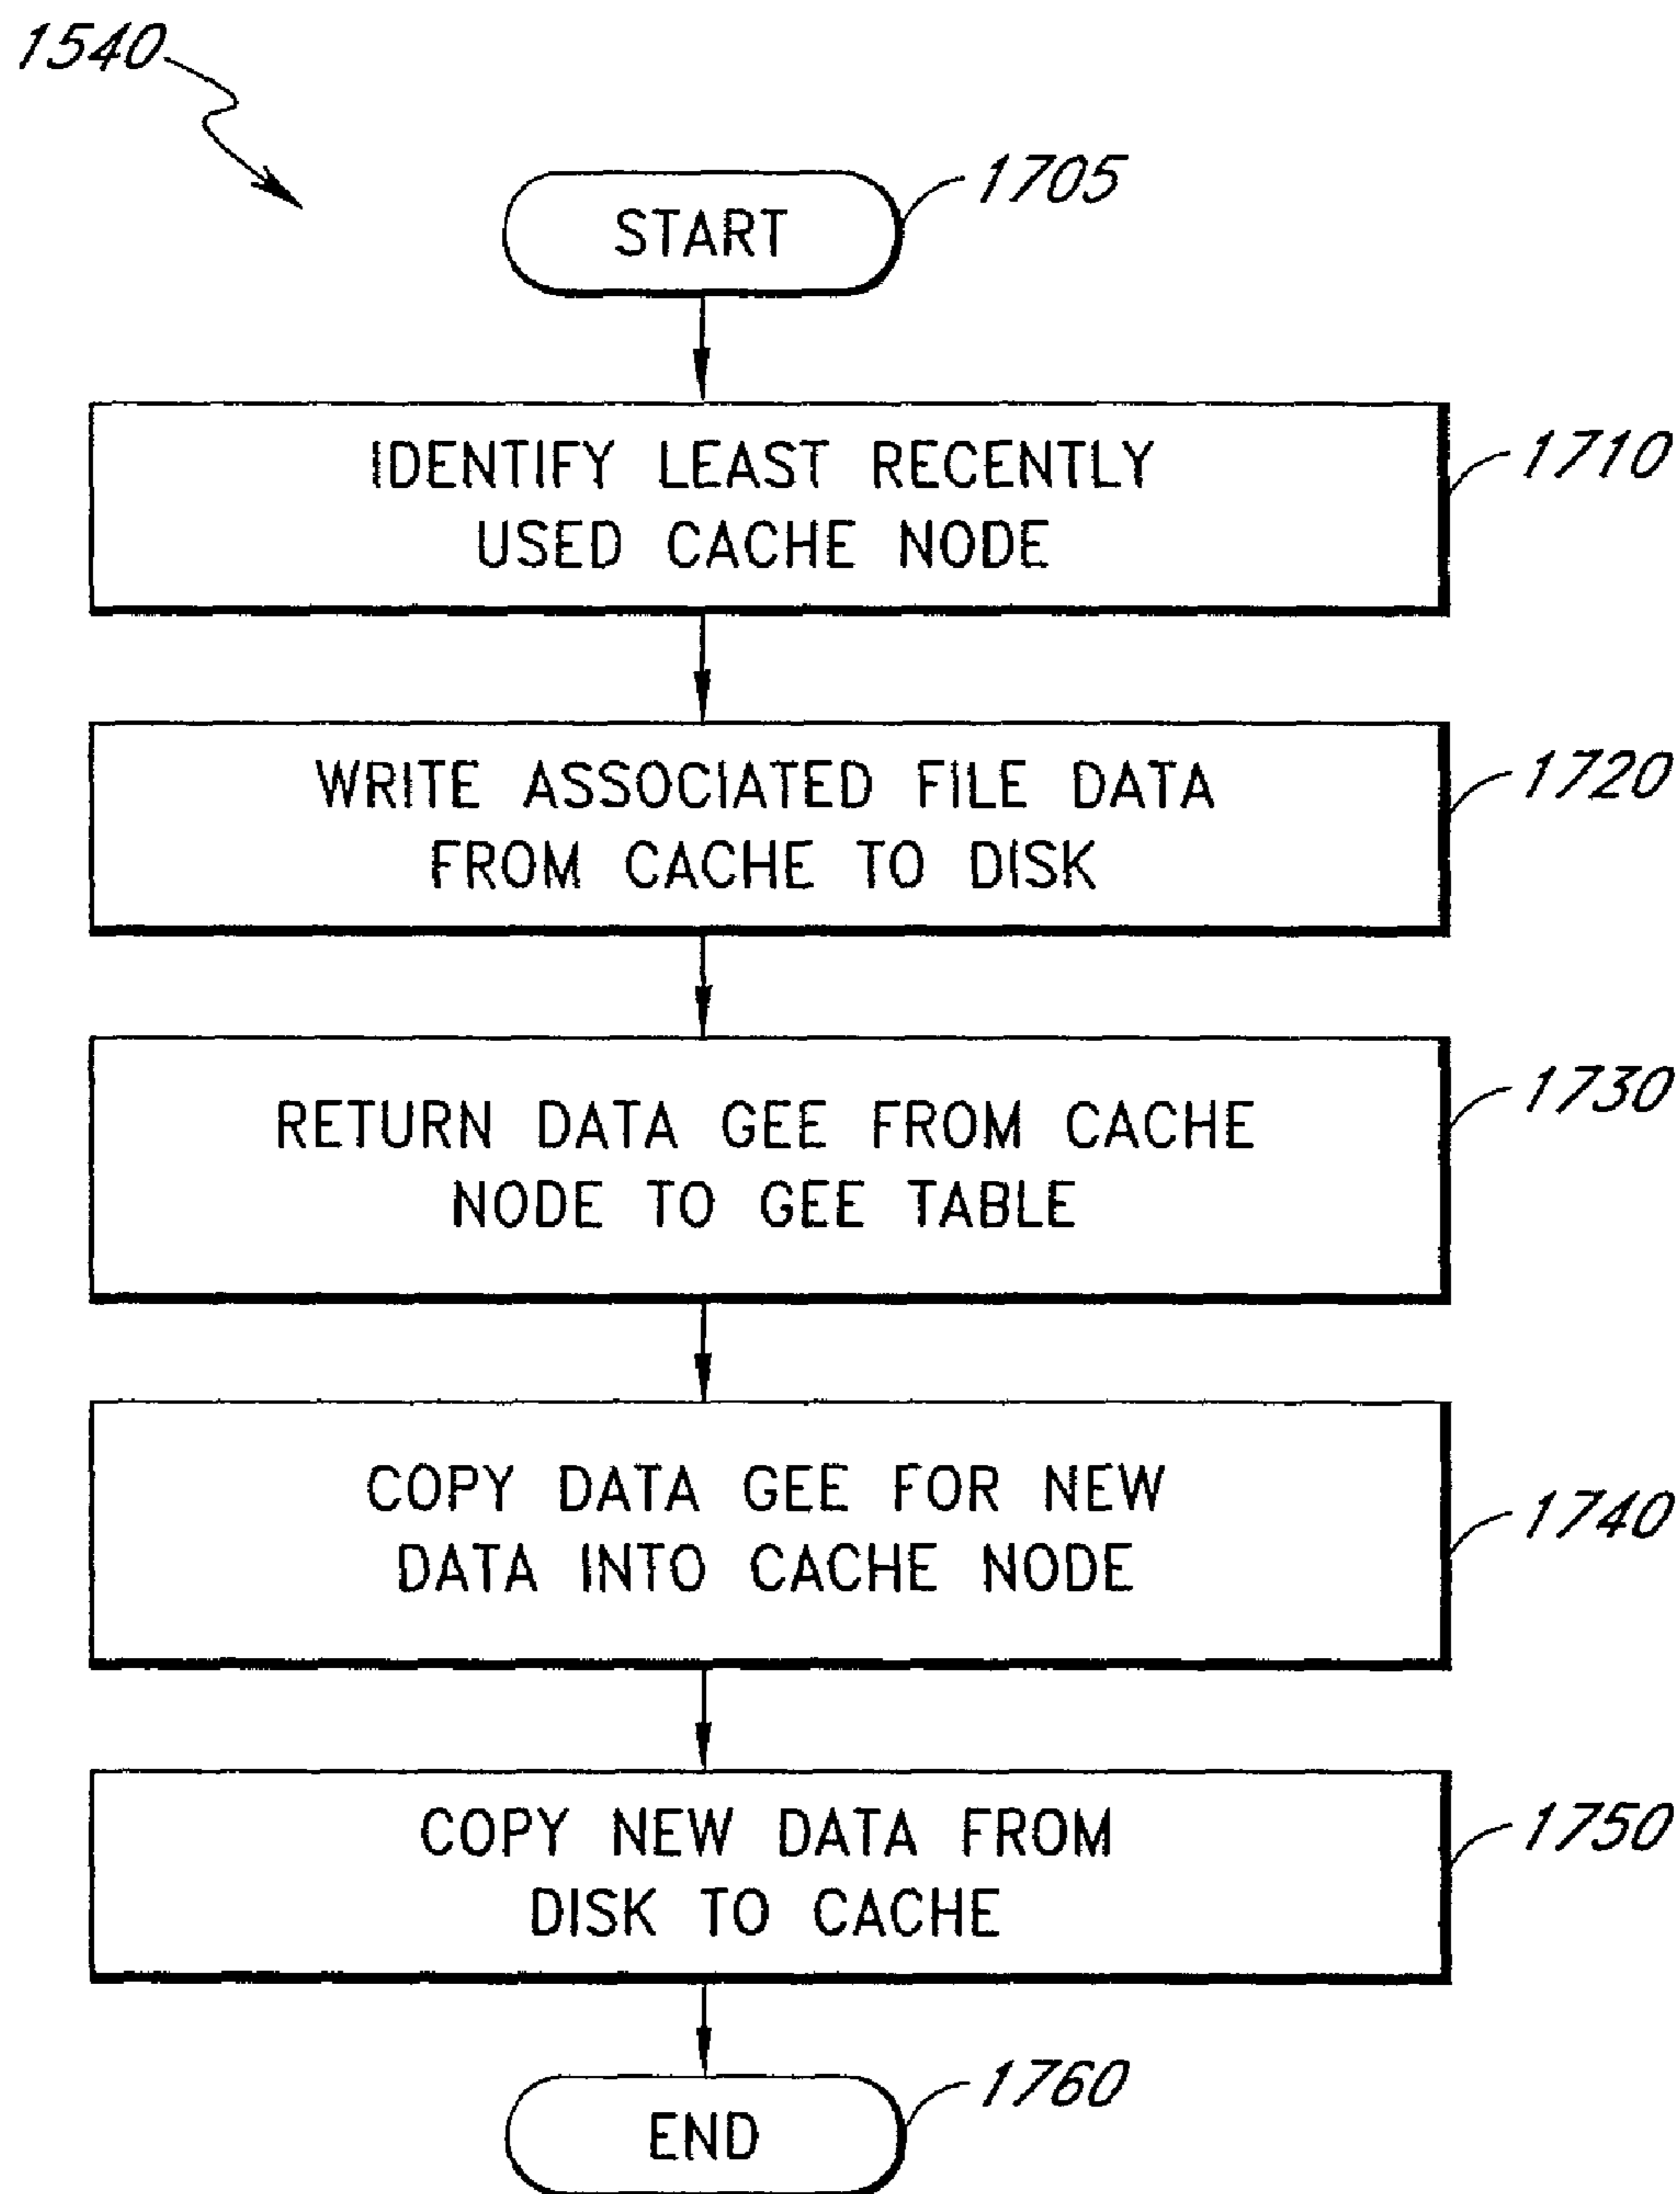 1540
START
1705
IDENTIFY LEAST RECENTLY
USED CACHE NODE
1710
WRITE ASSOCIATED FILE DATA
FROM CACHE TO DISK
1720
RETURN DATA GEE FROM CACHE
NODE TO GEE TABLE
1730
COPY DATA GEE FOR NEW
DATA INTO CACHE NODE
1740
COPY NEW DATA FROM
DISK TO CACHE
1750
END
1760